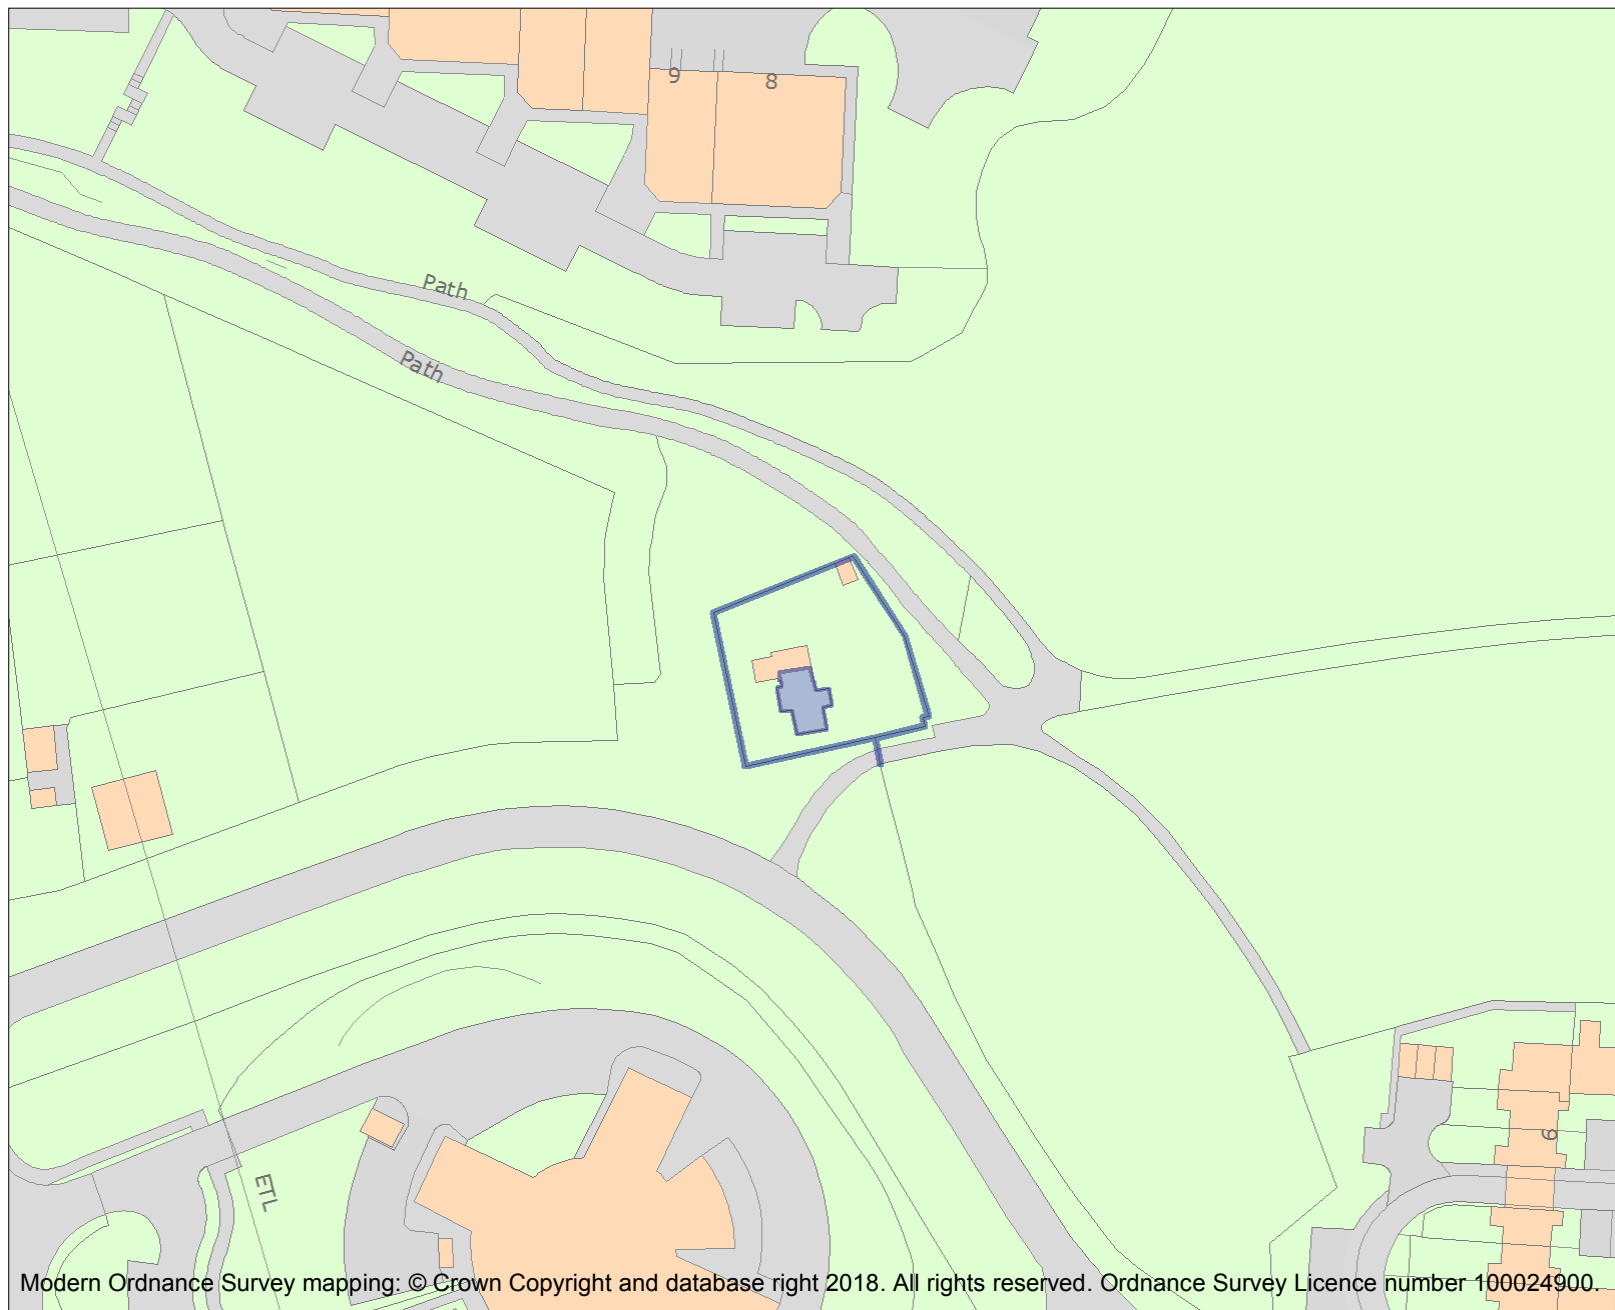 9
8
Path
Path
6
ETL
Modern Ordnance Survey mapping: © Crown Copyright and database right 2018. All rights reserved. Ordnance Survey Licence number 100024900.